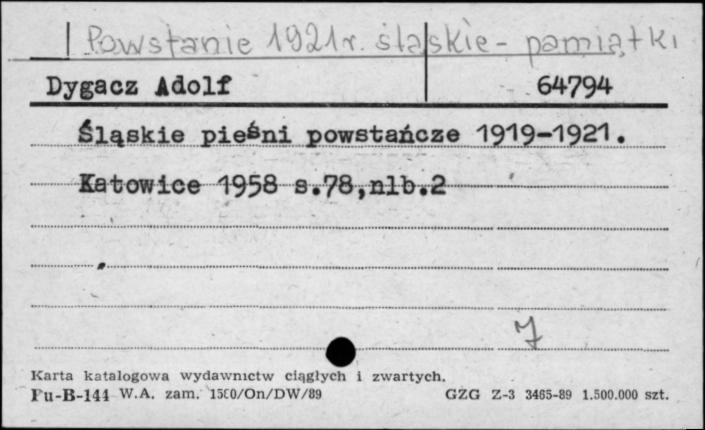 Powstanie 1921r. śląskie - pamiątki
Dygacz Adolf 64794
Śląskie pieśni powstańcze 1919-1921.
Katowice 1958 s.78,nlb.2
7
Karta katalogowa wydawnictw ciągłych i zwartych.
Pu-B-144 W.A. zam. 1500/On/DW/89 GZG Z-3 3465-89 1.500.000 szt.